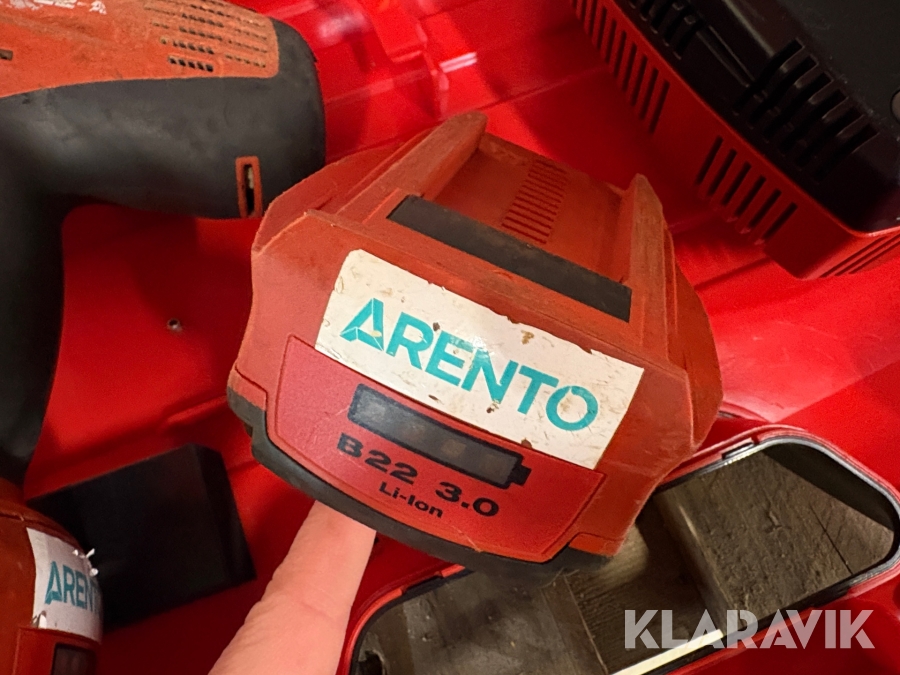 ARENTO
B22 3.0
Li-Ion
ARENTO
KLARAVIK